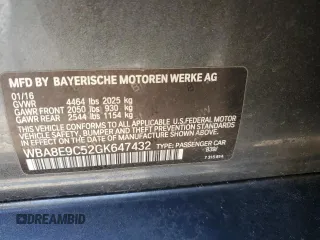 MFD BY BAYERISCHE MOTOREN WERKE AG
01/16
GVWR 4464 lbs 2025 kg
GAWR FRONT 2050 lbs 930 kg
GAWR REAR 2544 lbs 1154 kg
THIS VEHICLE CONFORMS TO ALL APPLICABLE
FEDERAL MOTOR VEHICLE SAFETY, BUMPER,
AND THEFT PREVENTION STANDARDS IN
EFFECT ON THE DATE OF MANUFACTURE
SHOWN ABOVE.
WBA8E9C52GK647432 TYPE: PASSENGER CAR